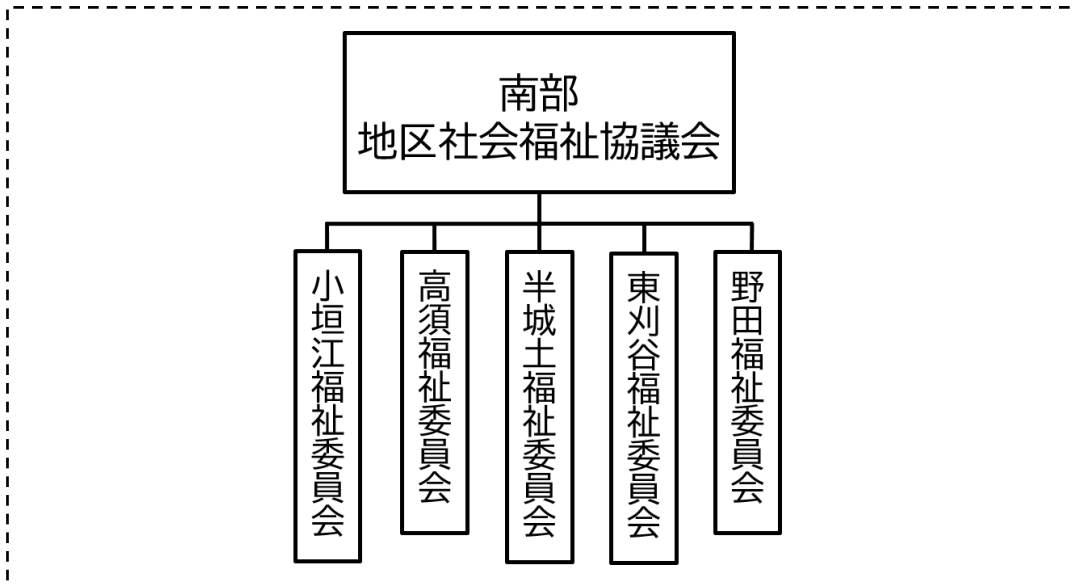 南部
地区社会福祉協議会
小垣江福祉委員会
高須福祉委員会
半城土福祉委員会
東刈谷福祉委員会
野田福祉委員会